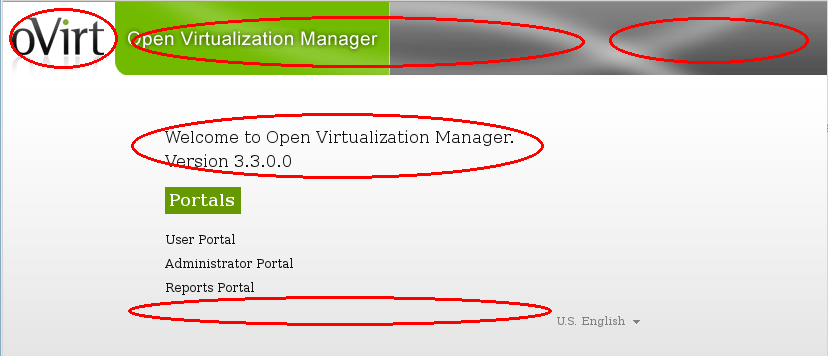 oVirt
Open Virtualization Manager
Welcome to Open Virtualization Manager.
Version 3.3.0.0
Portals
User Portal
Administrator Portal
Reports Portal
U.S. English